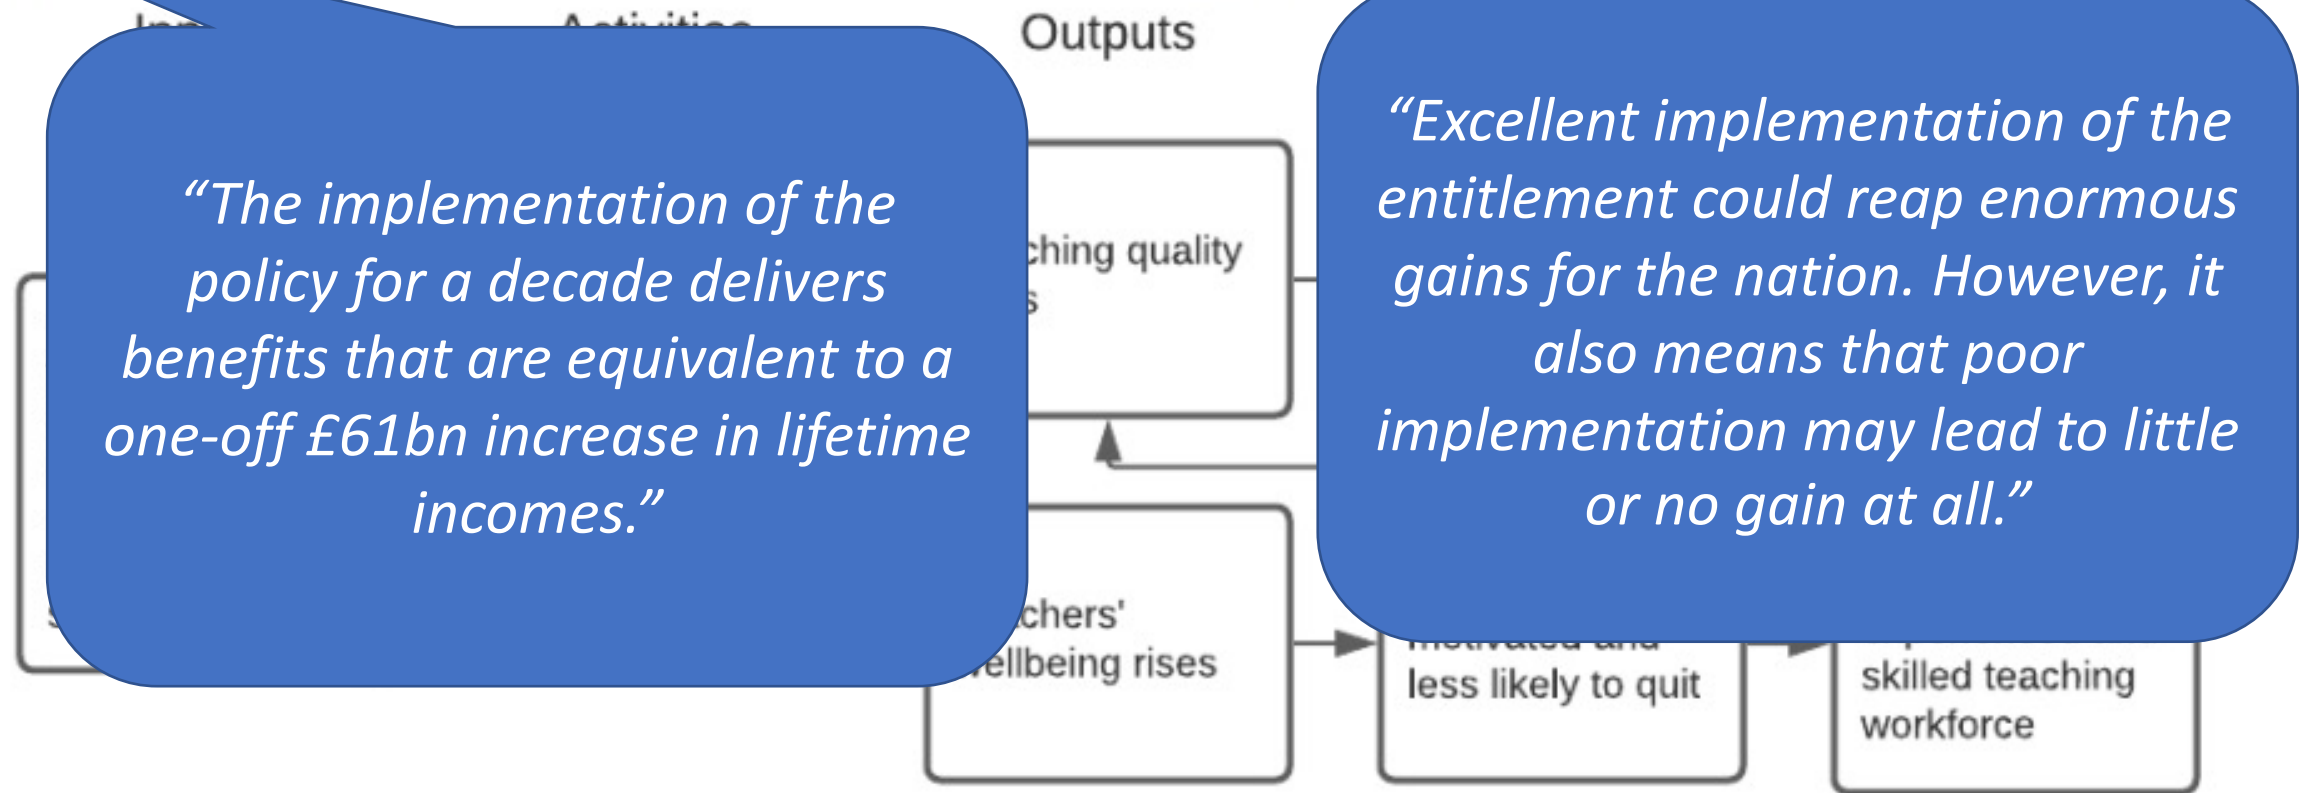 Activities
Outputs
“The implementation of the
policy for a decade delivers
benefits that are equivalent to a
one-off £61bn increase in lifetime
incomes.”
“Excellent implementation of the
entitlement could reap enormous
gains for the nation. However, it
also means that poor
implementation may lead to little
or no gain at all.”
quality
rises
motivated and
less likely to quit
skilled teaching
workforce